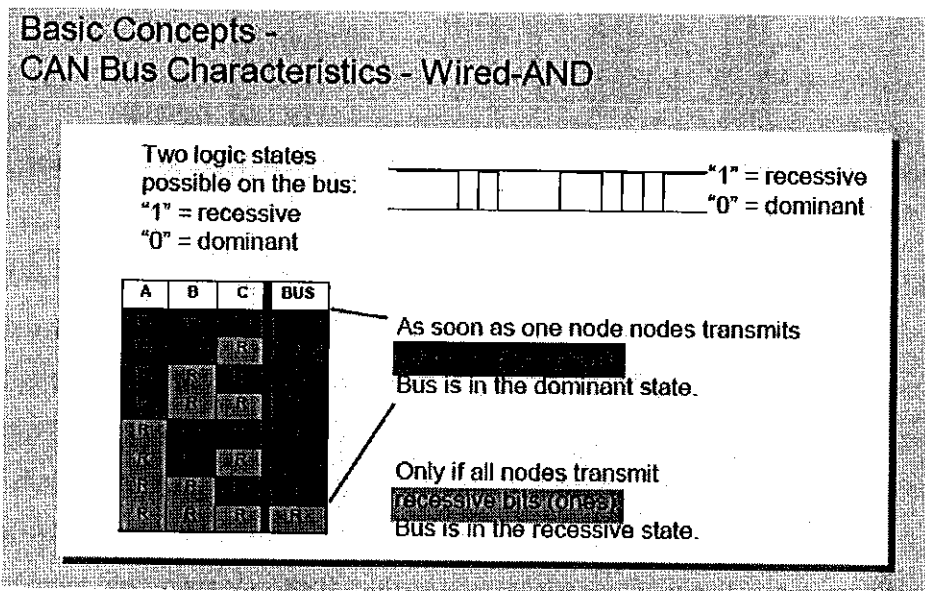 Basic Concepts -
CAN Bus Characteristics - Wired-AND
Two logic states
possible on the bus:
"1" = recessive
"0" = dominant
"1" = recessive
"0" = dominant
A B C BUS
R
R
R R
R
R R
R R
R R R R
As soon as one node nodes transmits
Bus is in the dominant state.
Only if all nodes transmit
recessive bits (ones)
Bus is in the recessive state.